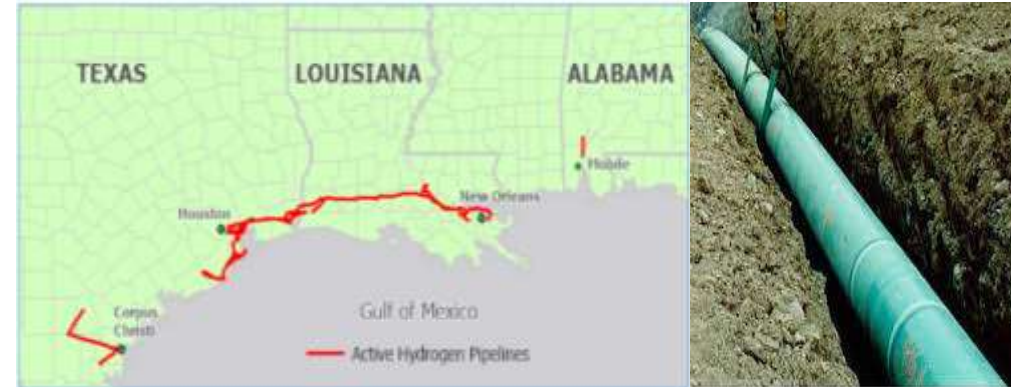 TEXAS
LOUISIANA
ALABAMA
Mobile
New Orleans
Houston
Corpus
Christi
Gulf of Mexico
Active Hydrogen Pipelines